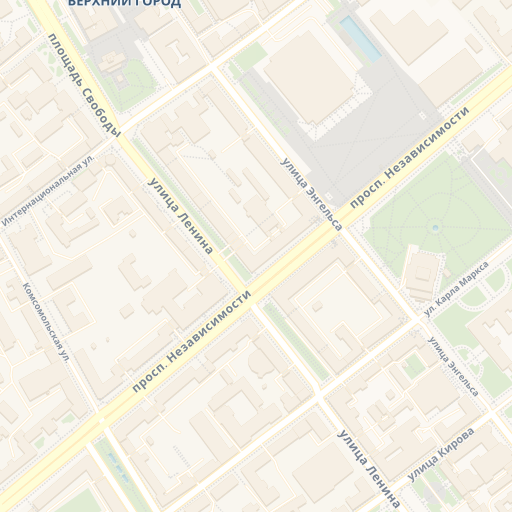 ВЕРХНИЙ ГОРОД
площадь Свободы
просп. Независимости
улица Энгельса
Интернациональная ул.
улица Ленина
ул. Карла Маркса
Комсомольская ул.
просп. Независимости
улица Энгельса
улица Кирова
улица Ленина